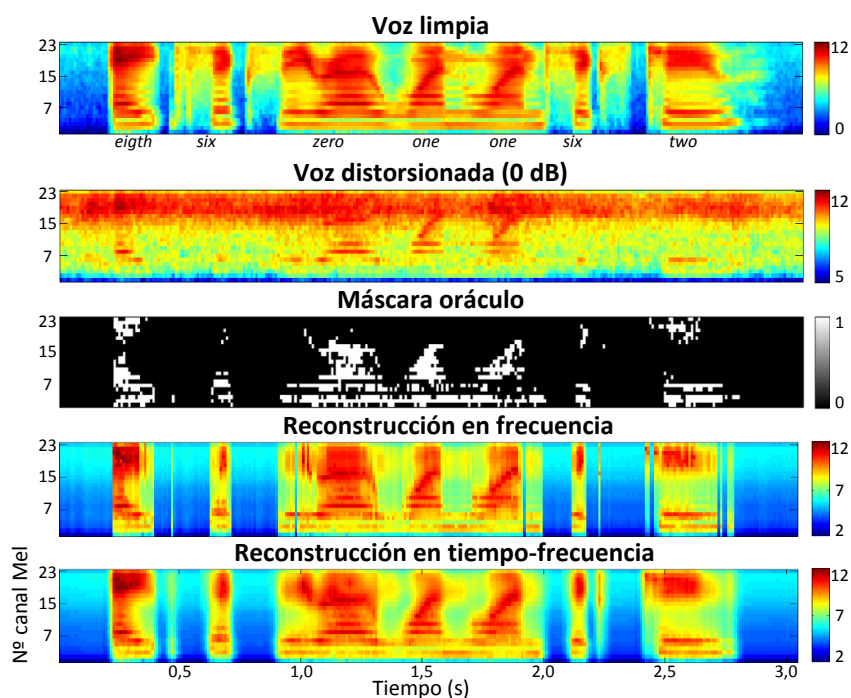 Voz limpia
23
15
7
12
0
eigth six zero one one six two
Voz distorsionada (0 dB)
23
15
7
12
5
Máscara oráculo
23
15
7
1
0
Reconstrucción en frecuencia
23
15
7
12
2
Reconstrucción en tiempo-frecuencia
23
15
7
12
2
Nº canal Mel
0,5 1,0 1,5 2,0 2,5 3,0
Tiempo (s)